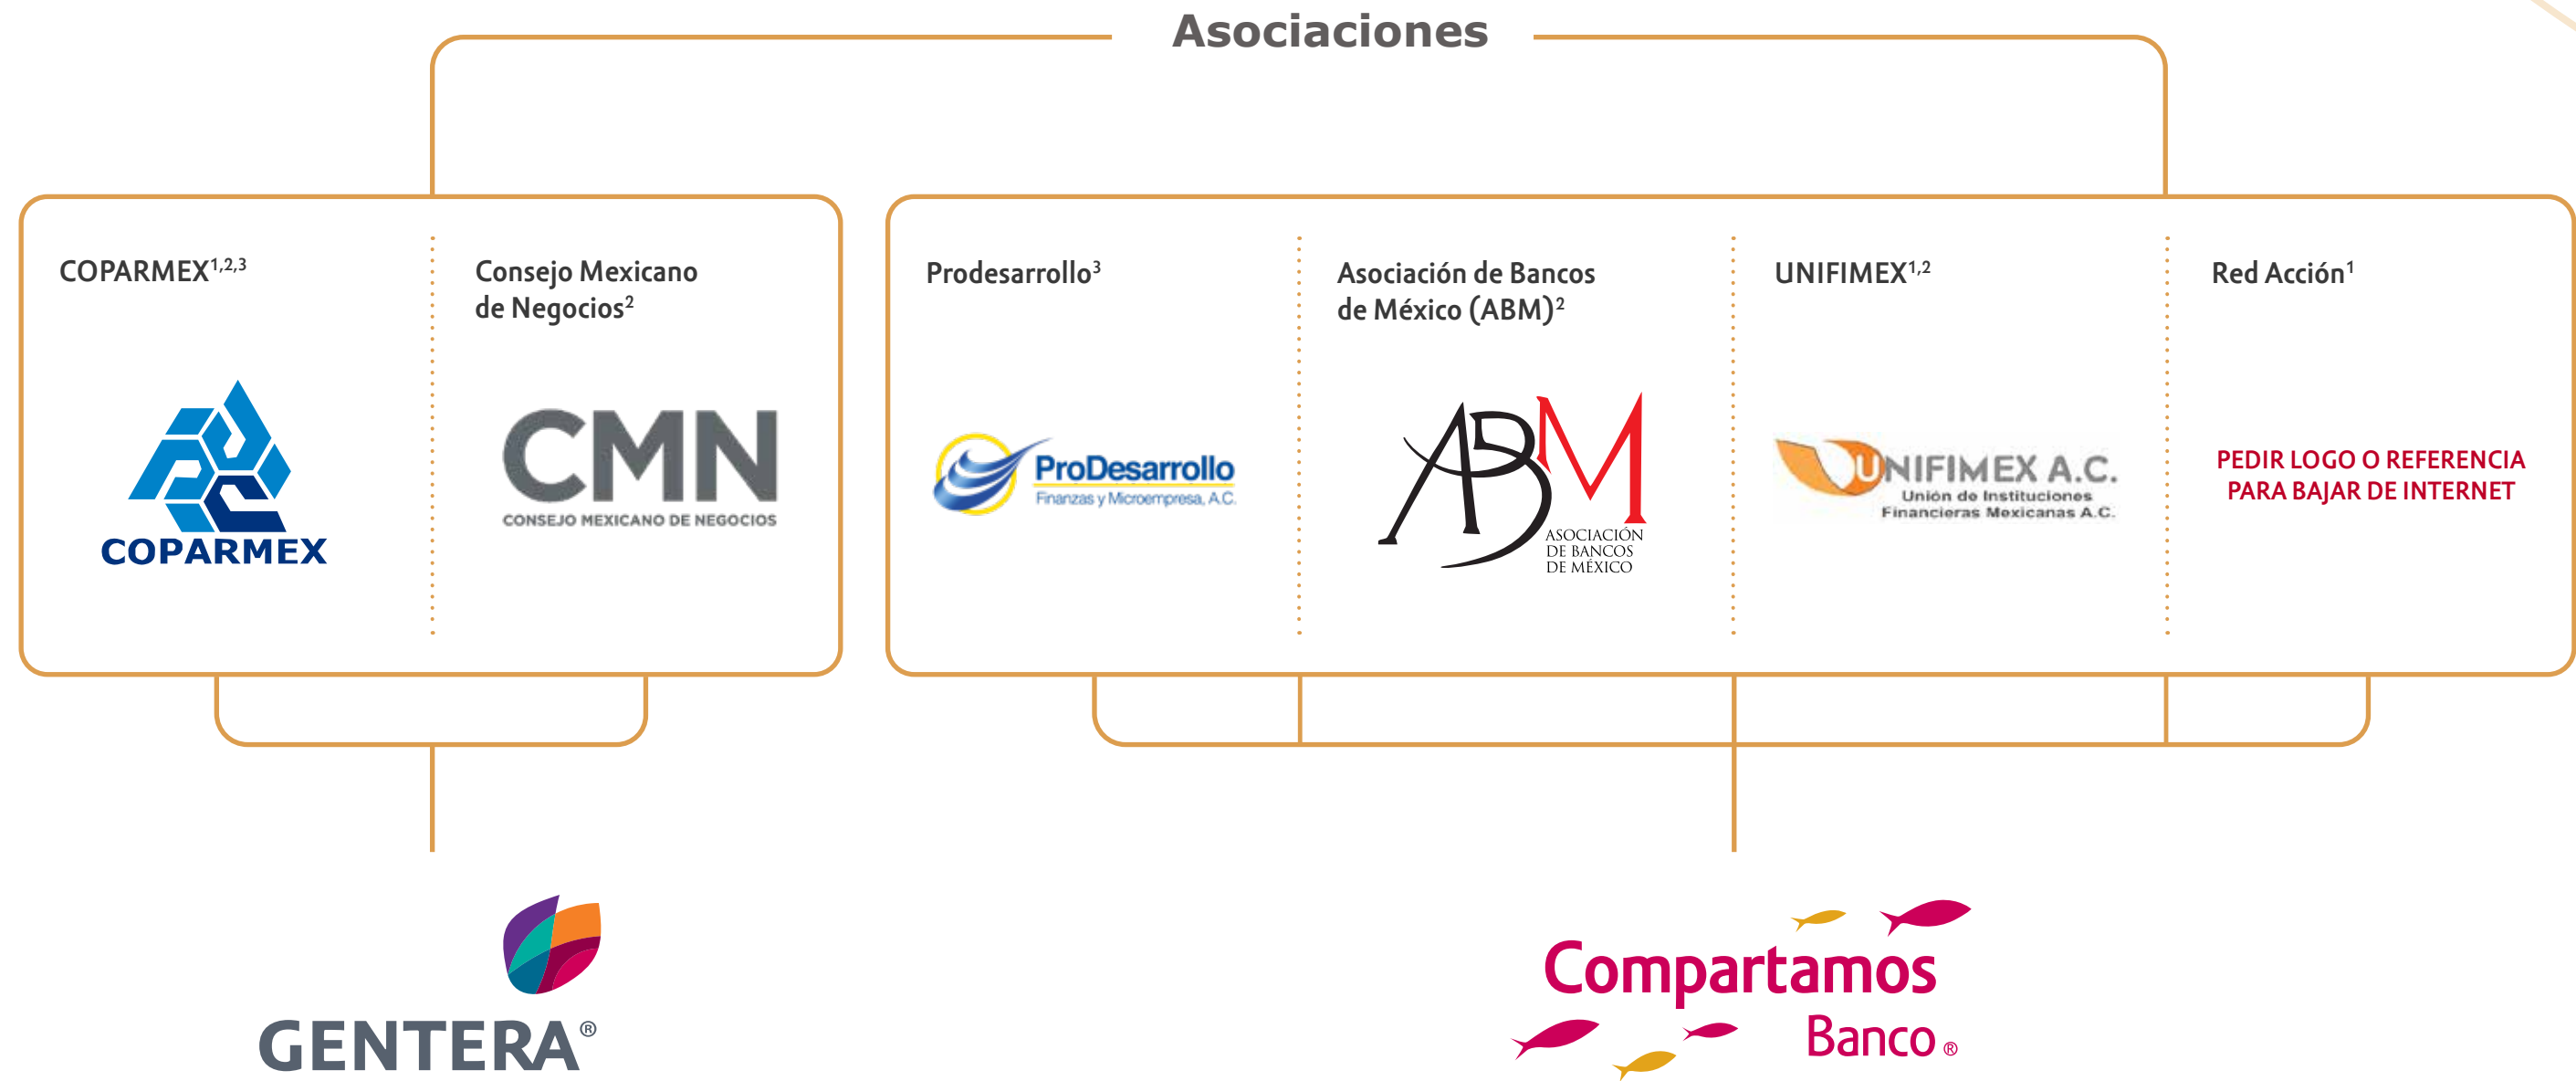 Asociaciones
COPARMEX1,2,3
Consejo Mexicano
de Negocios2
Prodesarrollo3
Asociación de Bancos
de México (ABM)2
UNIFIMEX1,2
Red Acción1
COPARMEX
CMN
CONSEJO MEXICANO DE NEGOCIOS
ProDesarrollo
Finanzas y Microempresa, A.C.
ABM
ASOCIACIÓN
DE BANCOS
DE MÉXICO
UNIFIMEX A.C.
Unión de Instituciones
Financieras Mexicanas A.C.
PEDIR LOGO O REFERENCIA
PARA BAJAR DE INTERNET
GENTERA®
Compartamos
Banco®